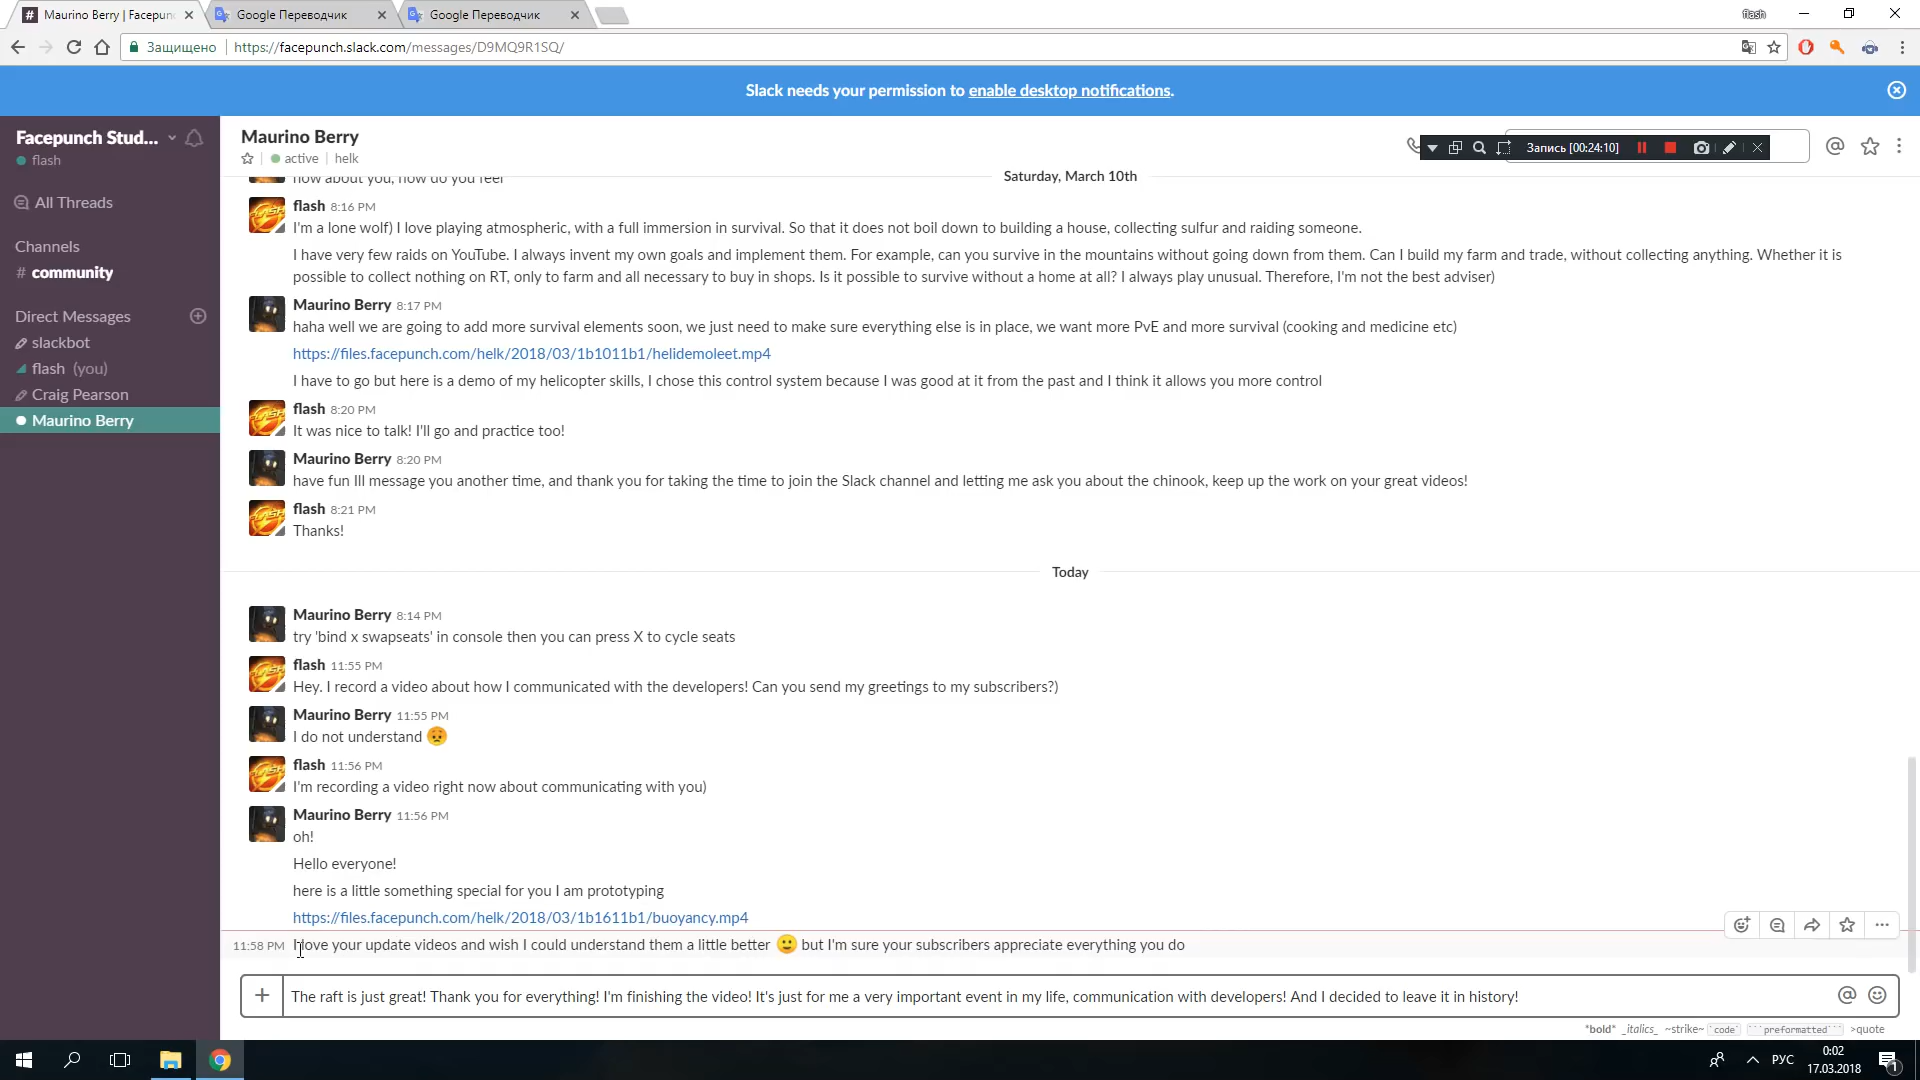 Maurino Berry | Facepunc
Google Переводчик
Google Переводчик
flash
Защищено
https://facepunch.slack.com/messages/D9MQ9R1SQ/
Slack needs your permission to enable desktop notifications.
Facepunch Stud...
flash
All Threads
Channels
# community
Direct Messages
slackbot
flash (you)
Craig Pearson
Maurino Berry
Maurino Berry
active | helk
Запись [00:24:10]
how about you, how do you feel
Saturday, March 10th
flash 8:16 PM
I'm a lone wolf) I love playing atmospheric, with a full immersion in survival. So that it does not boil down to building a house, collecting sulfur and raiding someone.
I have very few raids on YouTube. I always invent my own goals and implement them. For example, can you survive in the mountains without going down from them. Can I build my farm and trade, without collecting anything. Whether it is
possible to collect nothing on RT, only to farm and all necessary to buy in shops. Is it possible to survive without a home at all? I always play unusual. Therefore, I'm not the best adviser)
Maurino Berry 8:17 PM
haha well we are going to add more survival elements soon, we just need to make sure everything else is in place, we want more PvE and more survival (cooking and medicine etc)
https://files.facepunch.com/helk/2018/03/1b1011b1/helidemoleet.mp4
I have to go but here is a demo of my helicopter skills, I chose this control system because I was good at it from the past and I think it allows you more control
flash 8:20 PM
It was nice to talk! I'll go and practice too!
Maurino Berry 8:20 PM
have fun Ill message you another time, and thank you for taking the time to join the Slack channel and letting me ask you about the chinook, keep up the work on your great videos!
flash 8:21 PM
Thanks!
Today
Maurino Berry 8:14 PM
try 'bind x swapseats' in console then you can press X to cycle seats
flash 11:55 PM
Hey. I record a video about how I communicated with the developers! Can you send my greetings to my subscribers?)
Maurino Berry 11:55 PM
I do not understand
flash 11:56 PM
I'm recording a video right now about communicating with you)
Maurino Berry 11:56 PM
oh!
Hello everyone!
here is a little something special for you I am prototyping
https://files.facepunch.com/helk/2018/03/1b1611b1/buoyancy.mp4
11:58 PM I love your update videos and wish I could understand them a little better 🙂 but I'm sure your subscribers appreciate everything you do
The raft is just great! Thank you for everything! I'm finishing the video! It's just for me a very important event in my life, communication with developers! And I decided to leave it in history!
*bold* _italics_ ~strike~ `code` ```preformatted``` >quote
РУС
0:02
17.03.2018
1